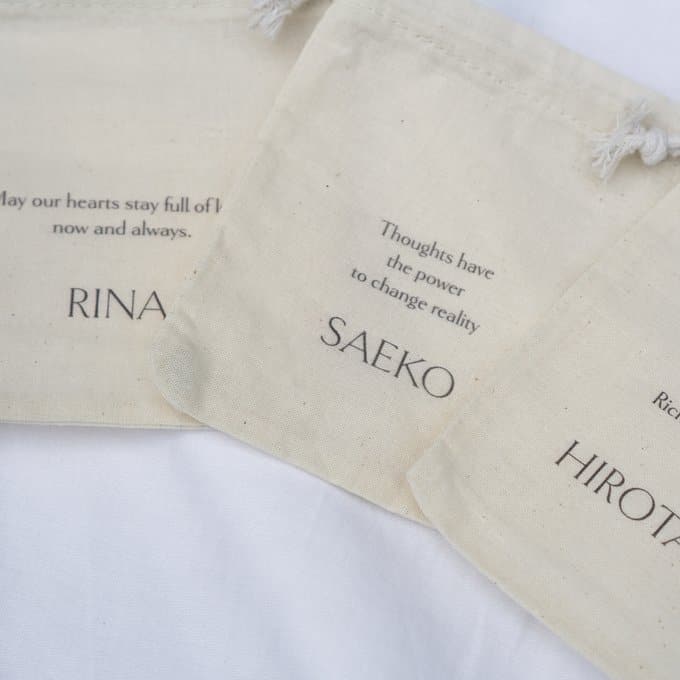 May our hearts stay full of
now and always.
RINA
Thoughts have
the power
to change reality
SAEKO
HIROTA